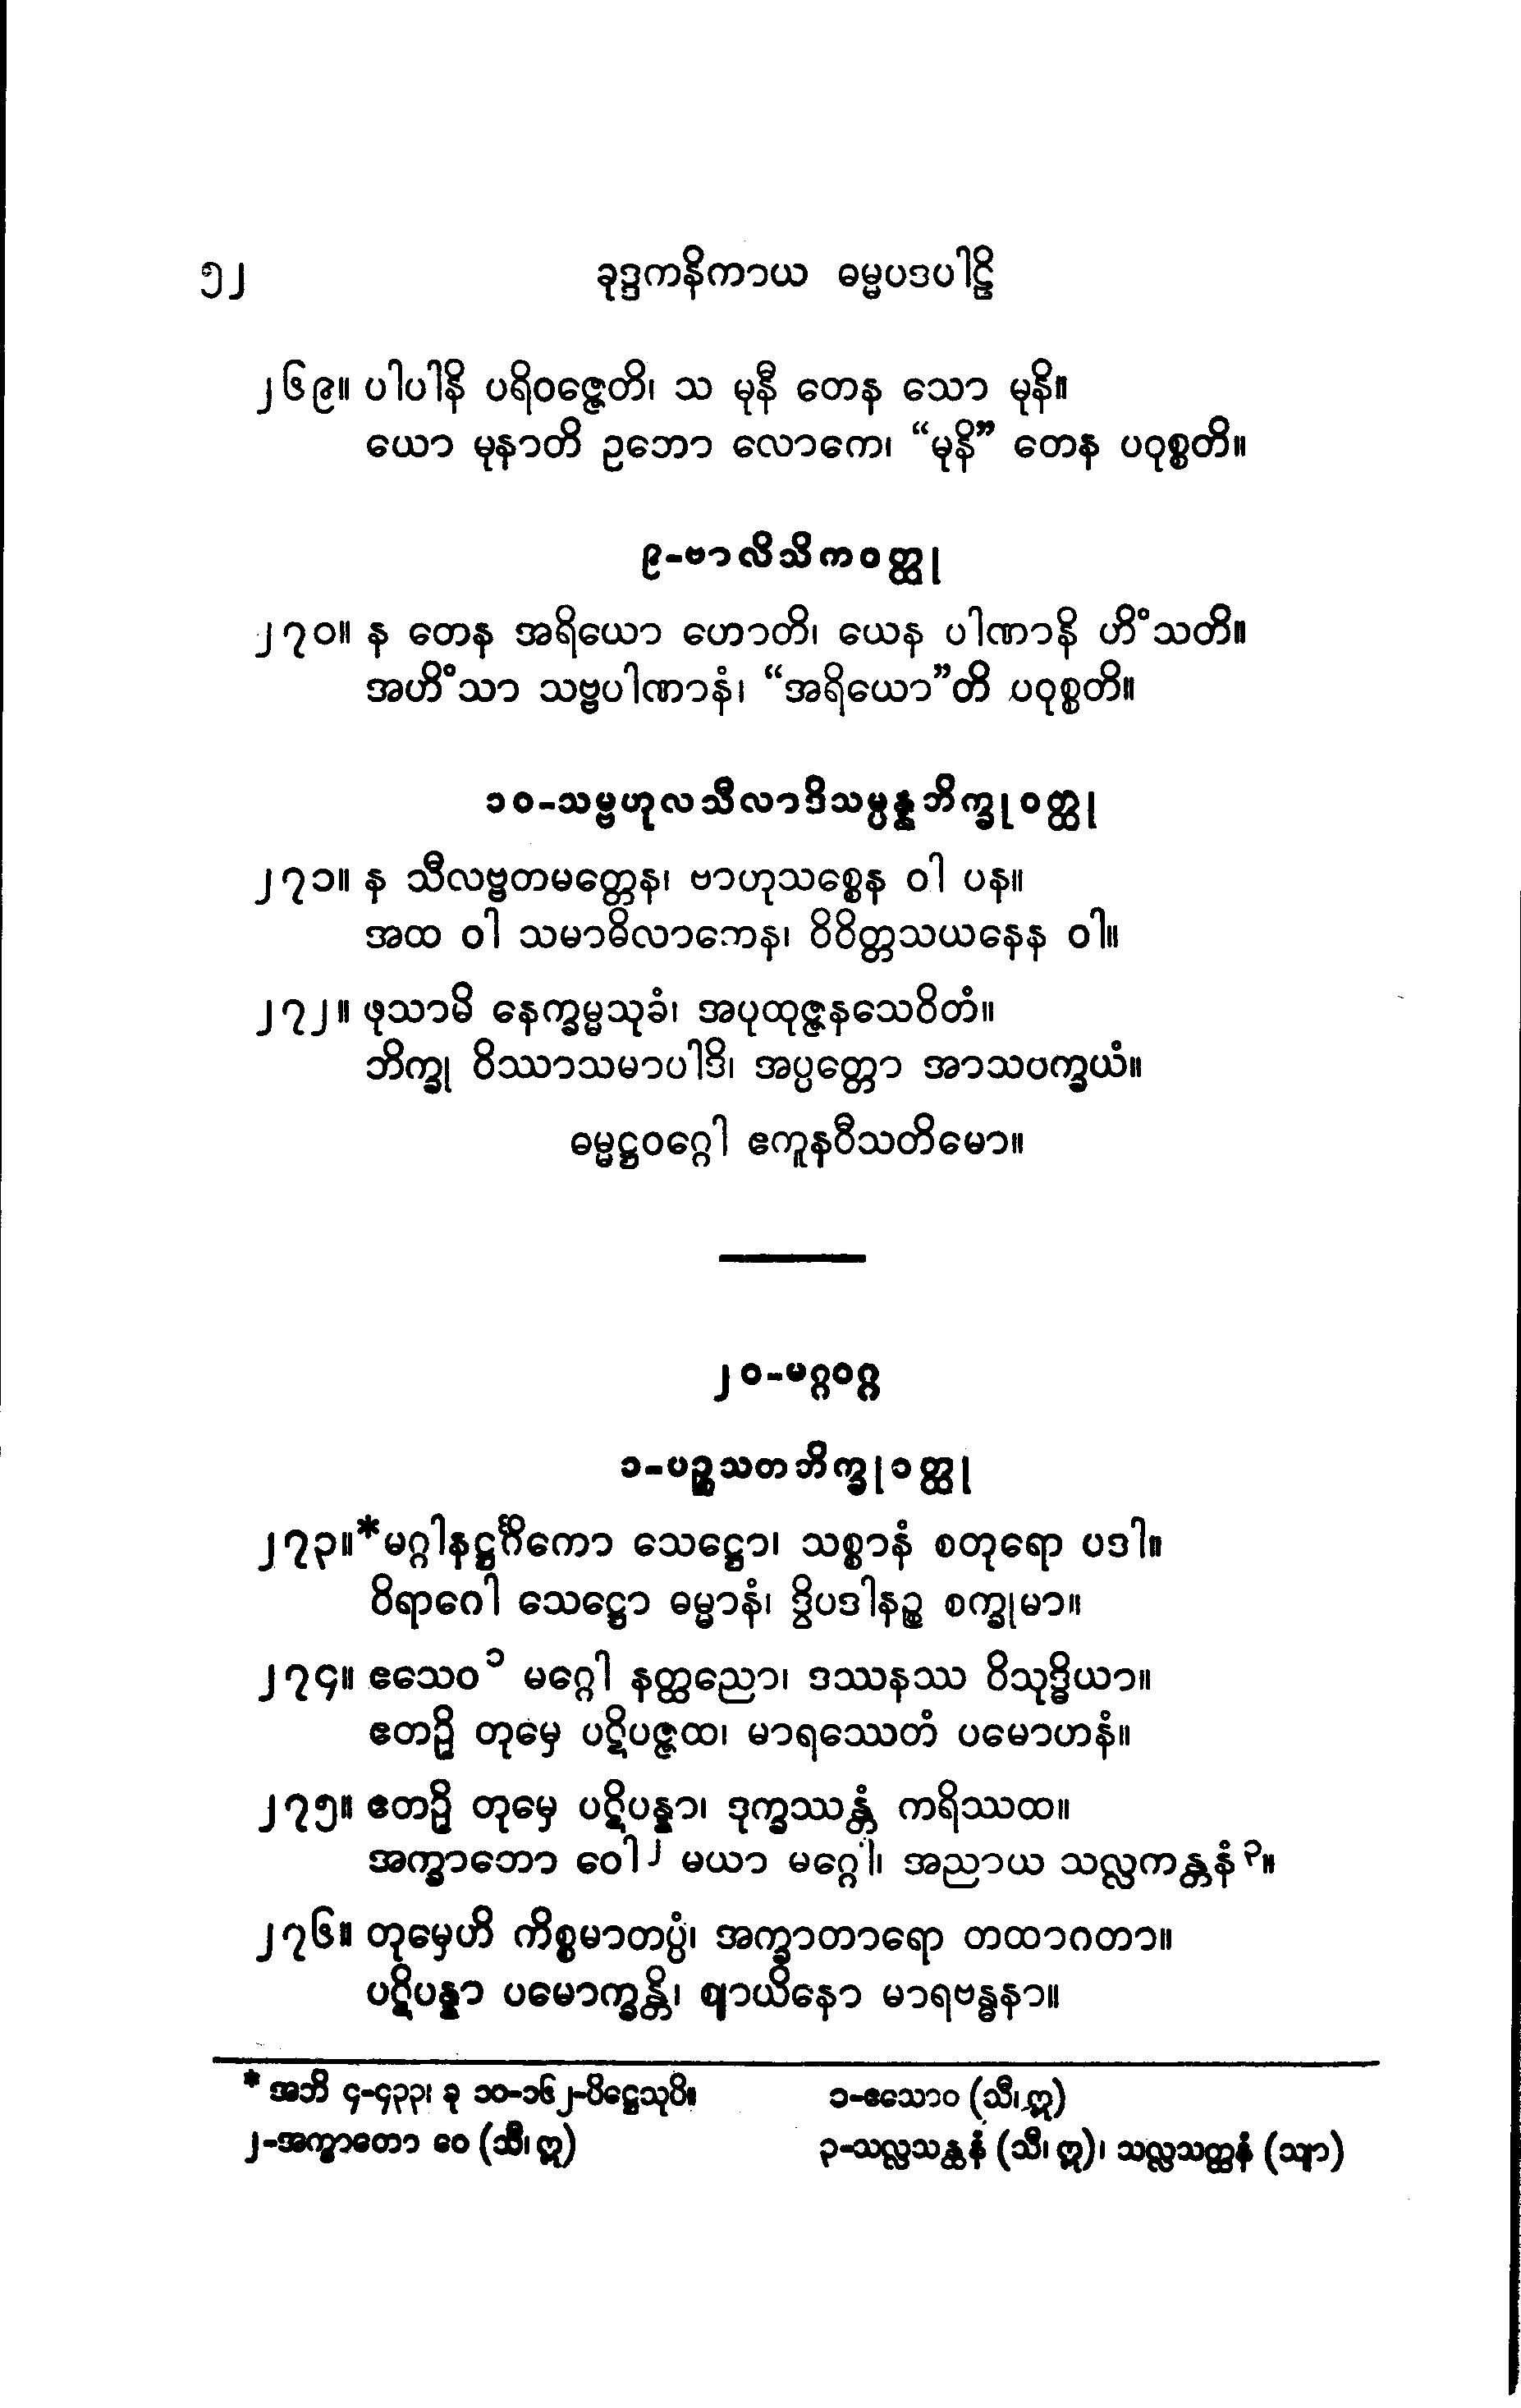 ၅၂ ခုဒ္ဒကနိကာယ ဓမ္မပဒပါဠိ
၂၆၉။ ပါပါနိ ပရိဝဇ္ဇေတိ၊ သ မုနီ တေန သော မုနိ။
ယော မုနာတိ ဥဘော လောကေ၊ “မုနိ” တေန ပဝုစ္စတိ။
၉-ဗာလိသိကဝတ္ထု
၂၇၀။ န တေန အရိယော ဟောတိ၊ ယေန ပါဏာနိ ဟိံသတိ။
အဟိံသာ သဗ္ဗပါဏာနံ၊ “အရိယော”တိ ပဝုစ္စတိ။
၁၀-သမ္ဗဟုလသီလာဒိသမ္ပန္နဘိက္ခုဝတ္ထု
၂၇၁။ န သီလဗ္ဗတမတ္တေန၊ ဗာဟုသစ္စေန ဝါ ပန။
အထ ဝါ သမာဓိလာဘေန၊ ဝိဝိတ္တသယနေန ဝါ။
၂၇၂။ ဖုသာမိ နေက္ခမ္မသုခံ၊ အပုထုဇ္ဇနသေဝိတံ။
ဘိက္ခု ဝိဿာသမာပါဒိ၊ အပ္ပတ္တော အာသဝက္ခယံ။
ဓမ္မဋ္ဌဝဂ္ဂေါ ဧကူနဝီသတိမော။
၂၀-မဂ္ဂဝဂ္ဂ
၁-ပဉ္စသတဘိက္ခုဝတ္ထု
၂၇၃။*မဂ္ဂါနဋ္ဌင်္ဂိကော သေဋ္ဌော၊ သစ္စာနံ စတုရော ပဒါ။
ဝိရာဂေါ သေဋ္ဌော ဓမ္မာနံ၊ ဒွိပဒါနဉ္စ စက္ခုမာ။
၂၇၄။ ဧသေဝ၁ မဂ္ဂေါ နတ္ထညော၊ ဒဿနဿ ဝိသုဒ္ဓိယာ။
ဧတဉှိ တုမှေ ပဋိပဇ္ဇထ၊ မာရဿေတံ ပမောဟနံ။
၂၇၅။ ဧတဉှိ တုမှေ ပဋိပန္နာ၊ ဒုက္ခဿန္တံ ကရိဿထ။
အက္ခာတော ဝေါ၂ မယာ မဂ္ဂေါ၊ အညာယ သလ္လကန္တနံ၃။
၂၇၆။ တုမှေဟိ ကိစ္စမာတပ္ပံ၊ အက္ခာတာရော တထာဂတာ။
ပဋိပန္နာ ပမောက္ခန္တိ၊ ဈာယိနော မာရဗန္ဓနာ။
* အဘိ ၄-၄၃၃၊ ခု ၁၀-၁၆၂-ပိဋ္ဌေသုပိ။ ၁-ဧသောဝ (သီ၊ ဣ)
၂-အက္ခာတော ဝေ (သီ၊ ဣ) ၃-သလ္လသန္ထနံ (သီ၊ ဣ)၊ သလ္လသတ္ထနံ (သျာ)